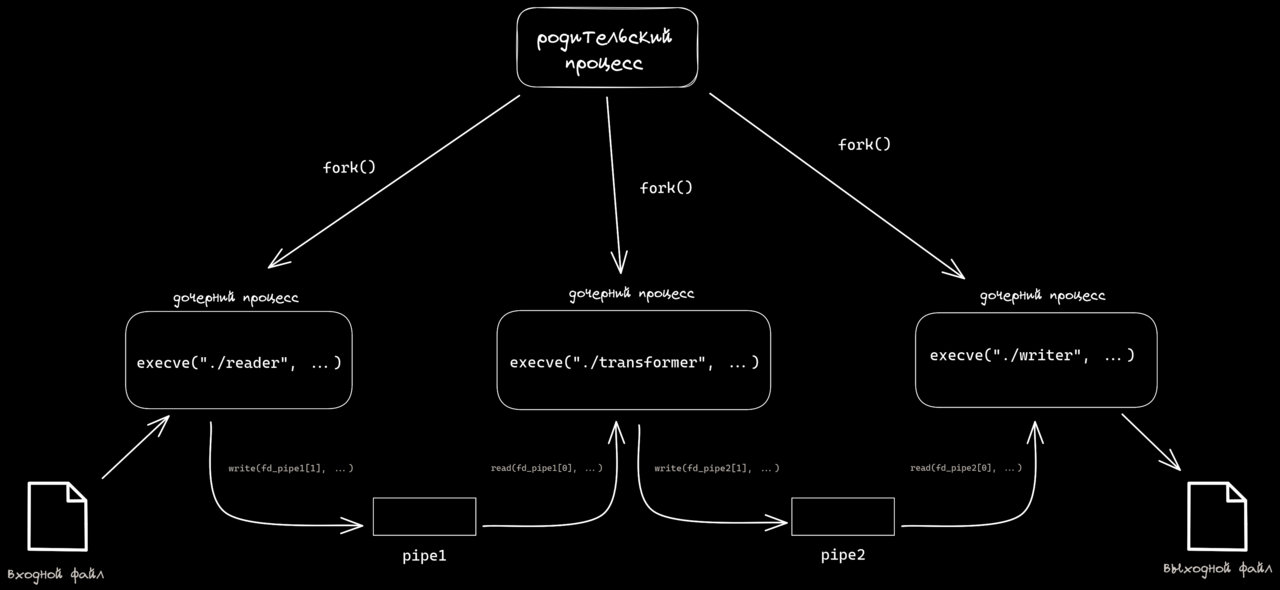 родительский
процесс
fork()
fork()
fork()
дочерний процесс
дочерний процесс
дочерний процесс
execve("./reader", ...)
execve("./transformer", ...)
execve("./writer", ...)
write(fd_pipe1[1], ...)
read(fd_pipe1[0], ...)
write(fd_pipe2[1], ...)
read(fd_pipe2[0], ...)
pipe1
pipe2
входной файл
выходной файл